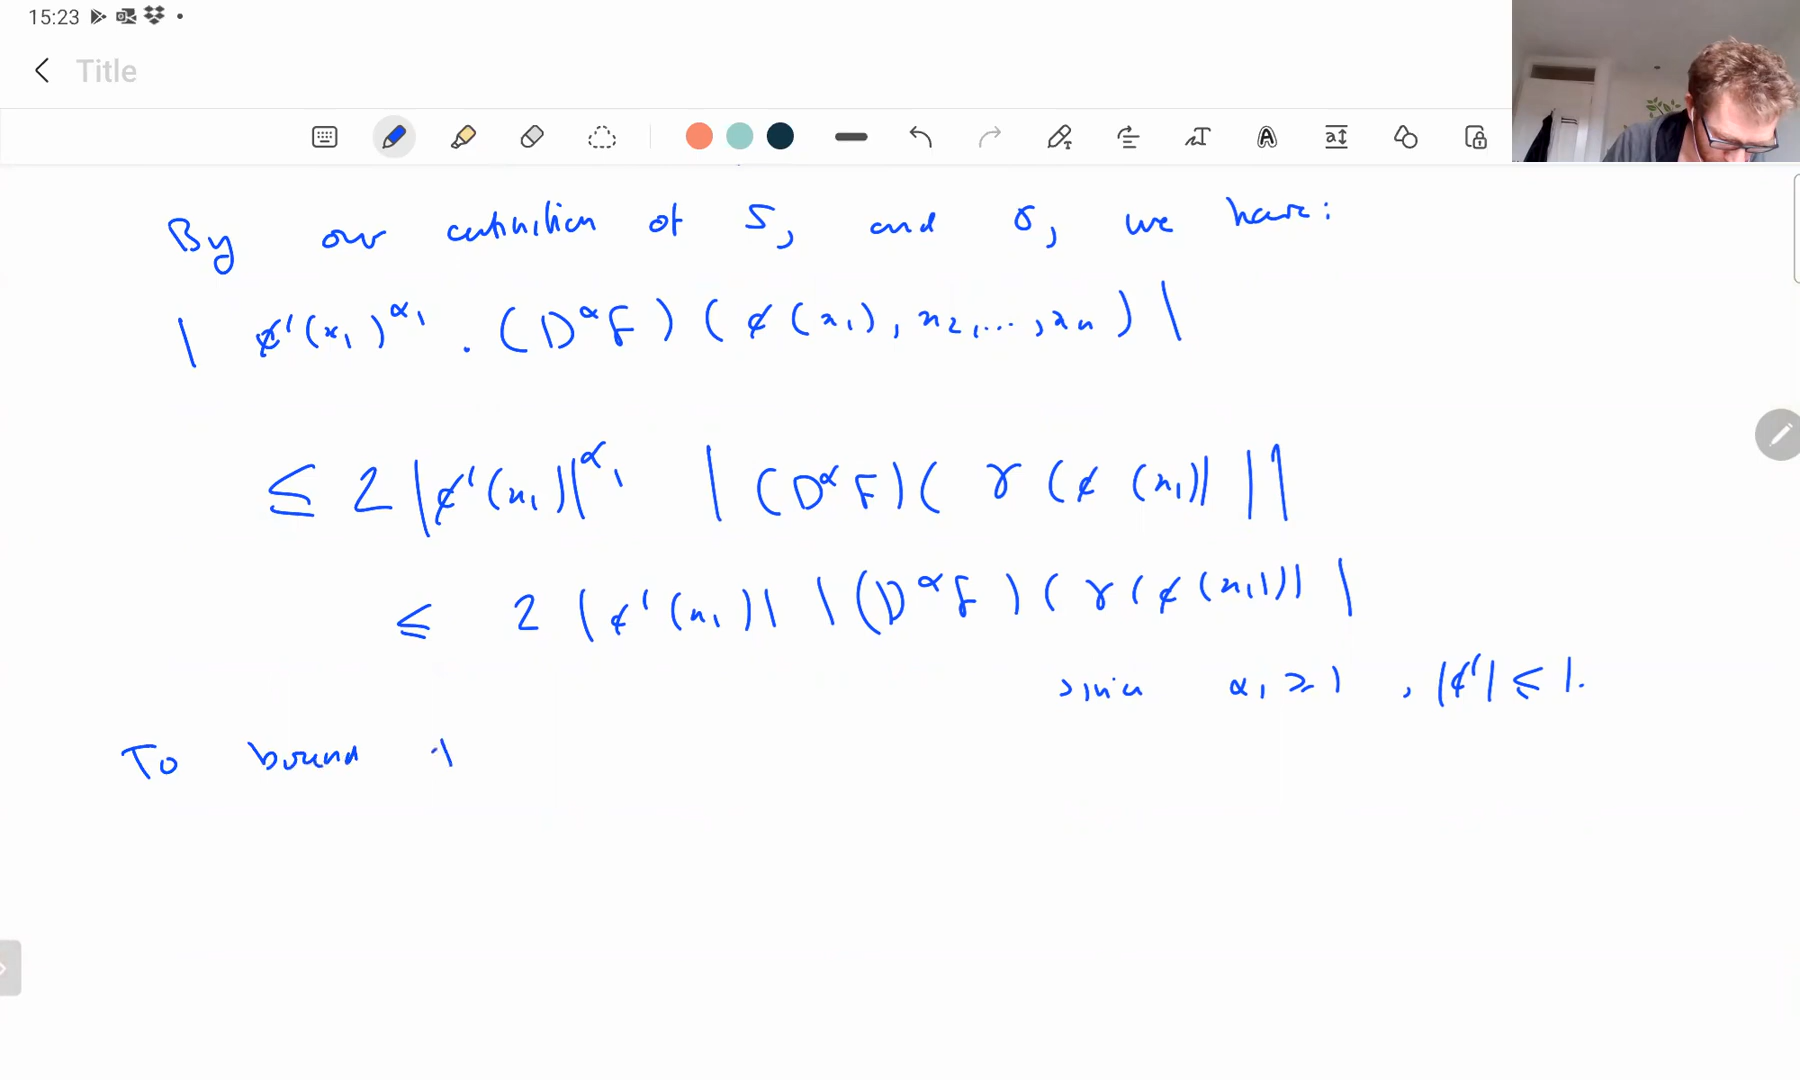 15:23
Title
By our definition of S, and γ, we have:
| φ'(x₁)^α₁ . (D^α F) ( φ(x₁), x₂,..., xₙ ) |
≤ 2 |φ'(x₁)|^α₁ | (D^α F) ( γ (φ (x₁)) ) |
≤ 2 |φ'(x₁)| | (D^α F) ( γ (φ (x₁)) ) |
since α₁ ≥ 1 , |φ'| ≤ 1.
To bound